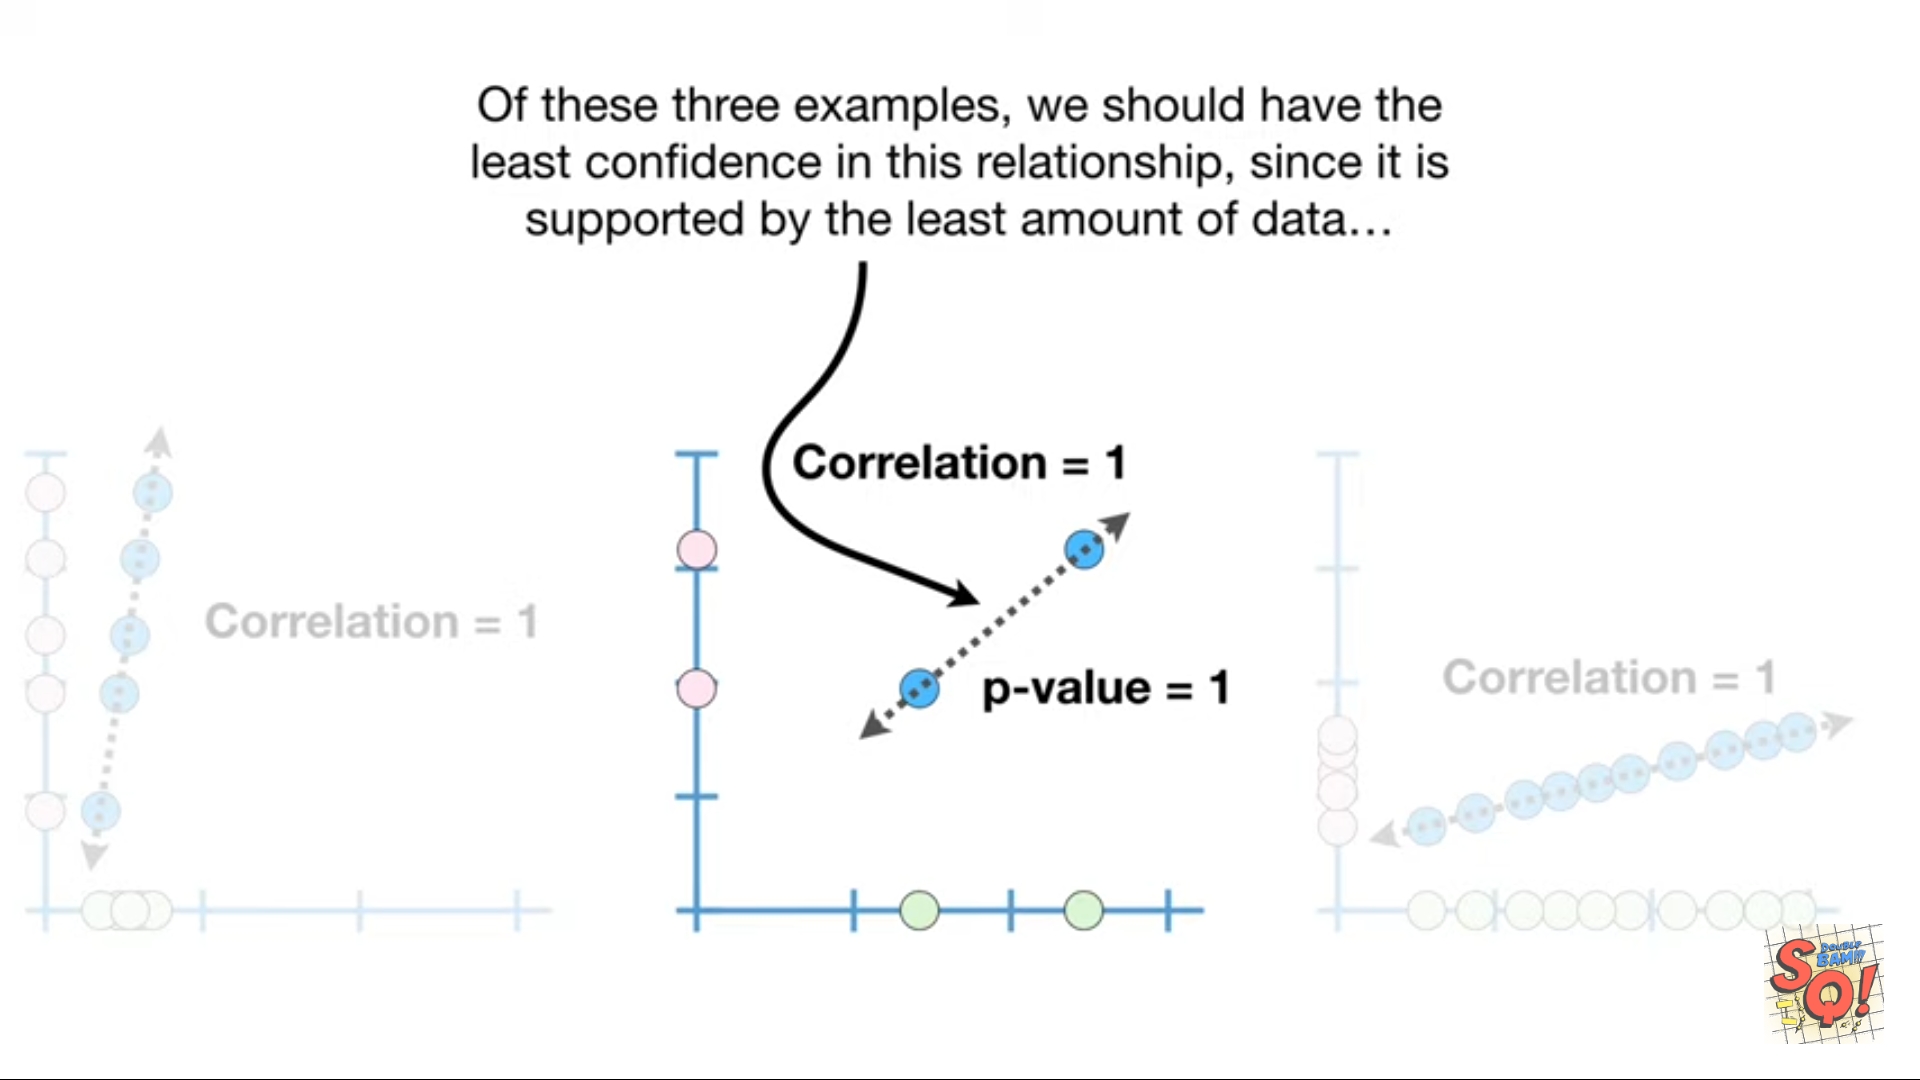 Of these three examples, we should have the
least confidence in this relationship, since it is
supported by the least amount of data…
Correlation = 1
Correlation = 1
p-value = 1
Correlation = 1
DOUBLE
BAM!!
SQ!